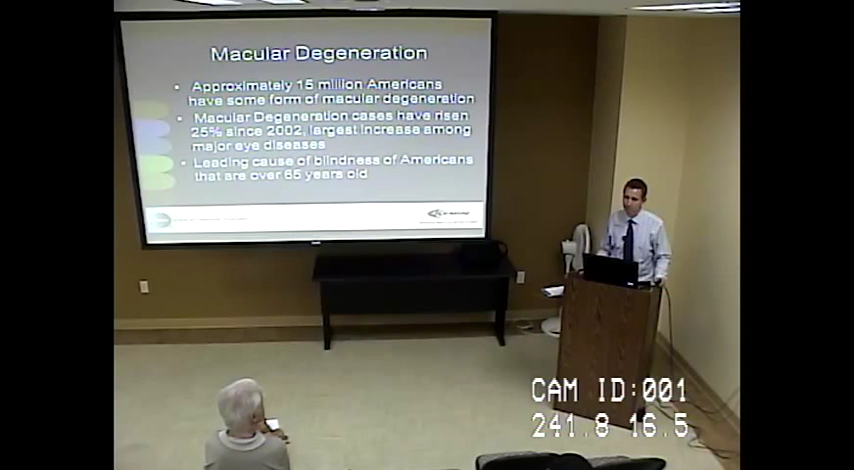 Macular Degeneration
• Approximately 15 million Americans
have some form of macular degeneration
• Macular Degeneration cases have risen
25% since 2002, largest increase among
major eye diseases
• Leading cause of blindness of Americans
that are over 65 years old
CAM ID:001
241.8 16.5